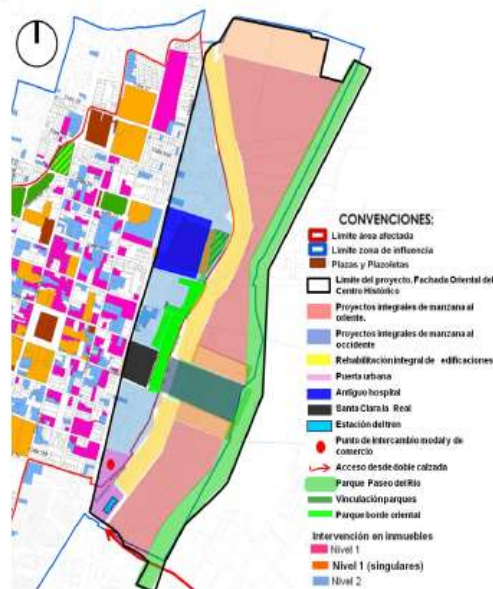 CONVENCIONES:
Límite área afectada
Límite zona de influencia
Plazas y Plazoletas
Límite del proyecto. Fachada Oriental del
Centro Histórico
Proyectos integrales de manzana al
oriente.
Proyectos integrales de manzana al
occidente
Rehabilitación integral de edificaciones
Puerta urbana
Antiguo hospital
Santa Clara la Real
Estación del tren
Punto de intercambio modal y de
comercio
Acceso desde doble calzada
Parque Paseo del Río
Vinculación parques
Parque borde oriental
Intervención en inmuebles
Nivel 1
Nivel 1 (singulares)
Nivel 2